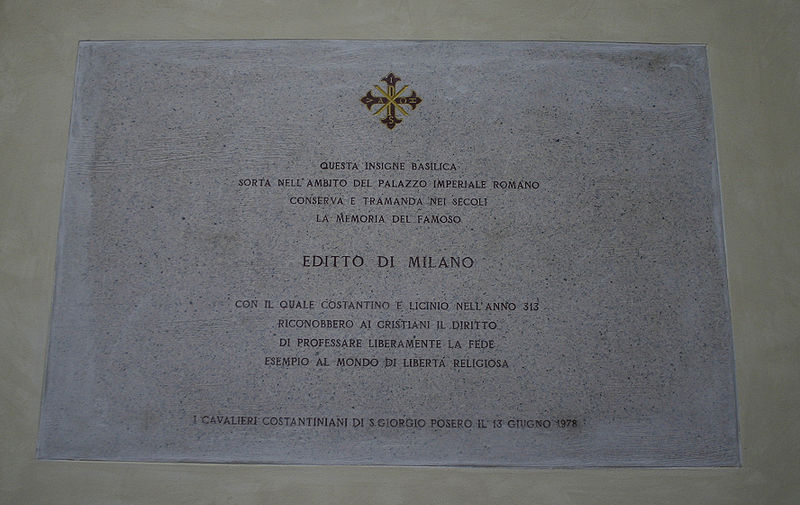 I
V A Ω H
S
QUESTA INSIGNE BASILICA
SORTA NELL'AMBITO DEL PALAZZO IMPERIALE ROMANO
CONSERVA E TRAMANDA NEI SECOLI
LA MEMORIA DEL FAMOSO
EDITTO DI MILANO
CON IL QUALE COSTANTINO E LICINIO NELL'ANNO 313
RICONOBBERO AI CRISTIANI IL DIRITTO
DI PROFESSARE LIBERAMENTE LA FEDE
ESEMPIO AL MONDO DI LIBERTÁ RELIGIOSA
I CAVALIERI COSTANTINIANI DI S.GIORGIO POSERO IL 13 GIUGNO 1978